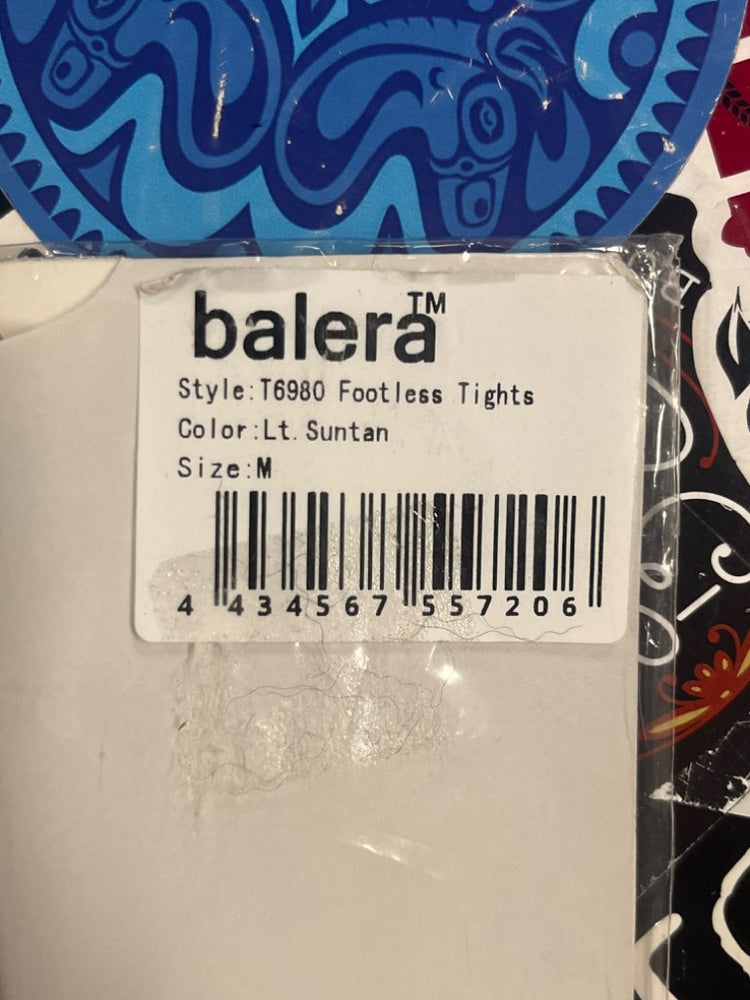 balera™
Style:T6980 Footless Tights
Color:Lt. Suntan
Size:M
4 434567 557206